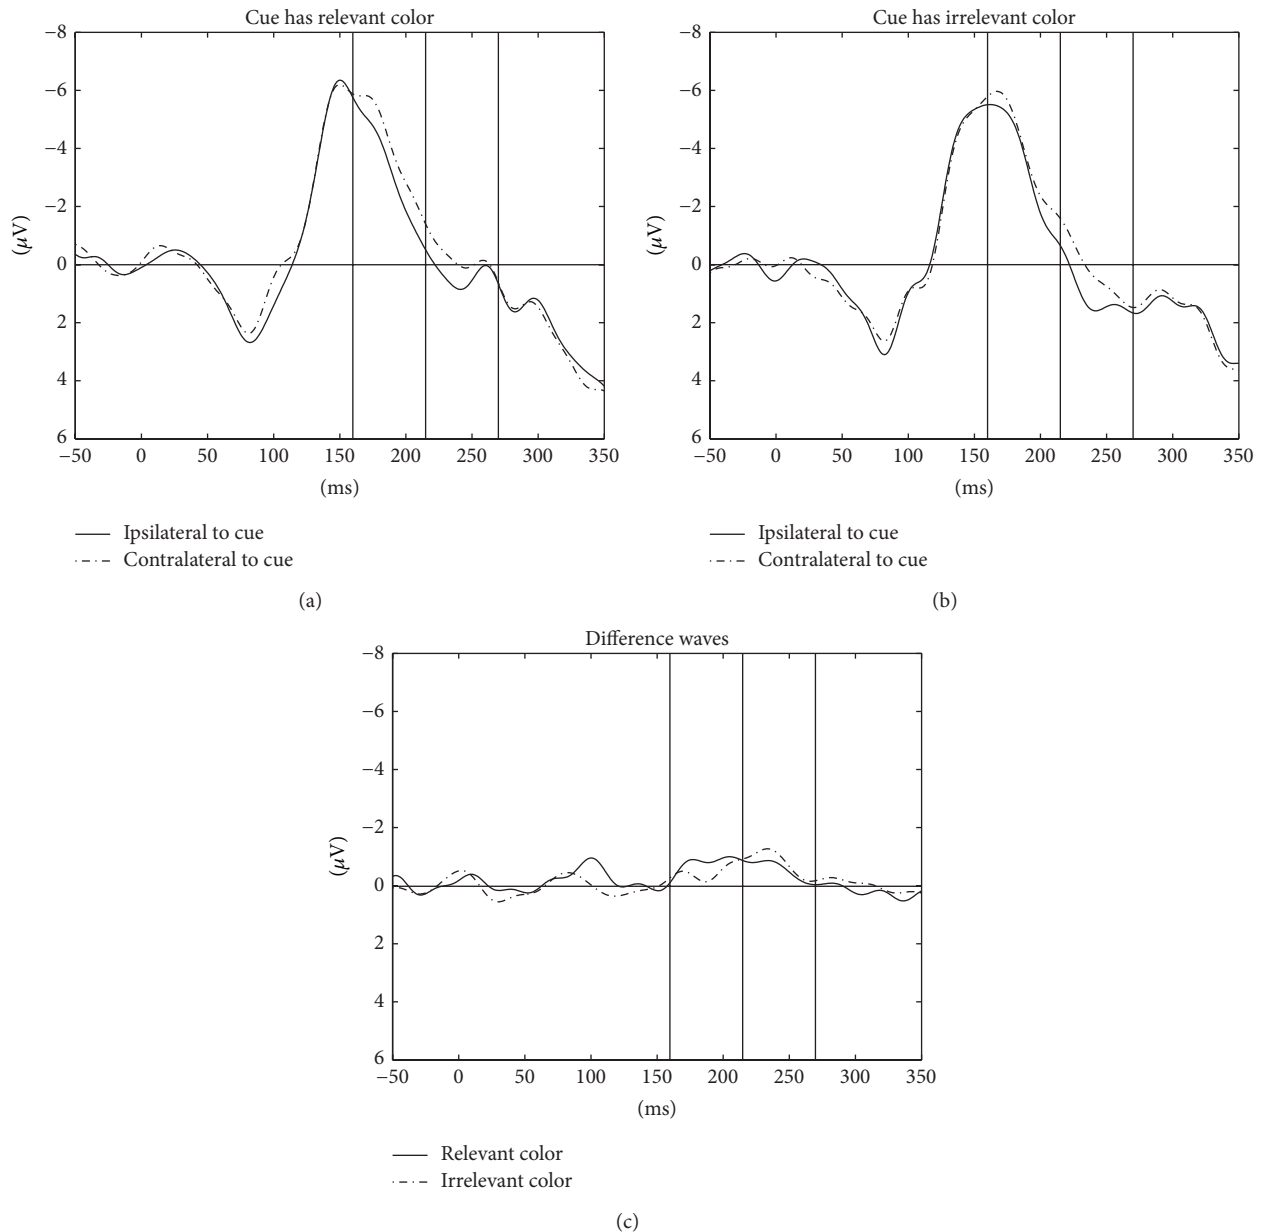 Cue has relevant color
−8
−6
−4
−2
0
2
4
6
(μV)
−50 0 50 100 150 200 250 300 350
(ms)
Ipsilateral to cue
Contralateral to cue
(a)
Cue has irrelevant color
−8
−6
−4
−2
0
2
4
6
(μV)
−50 0 50 100 150 200 250 300 350
(ms)
Ipsilateral to cue
Contralateral to cue
(b)
Difference waves
−8
−6
−4
−2
0
2
4
6
(μV)
−50 0 50 100 150 200 250 300 350
(ms)
Relevant color
Irrelevant color
(c)